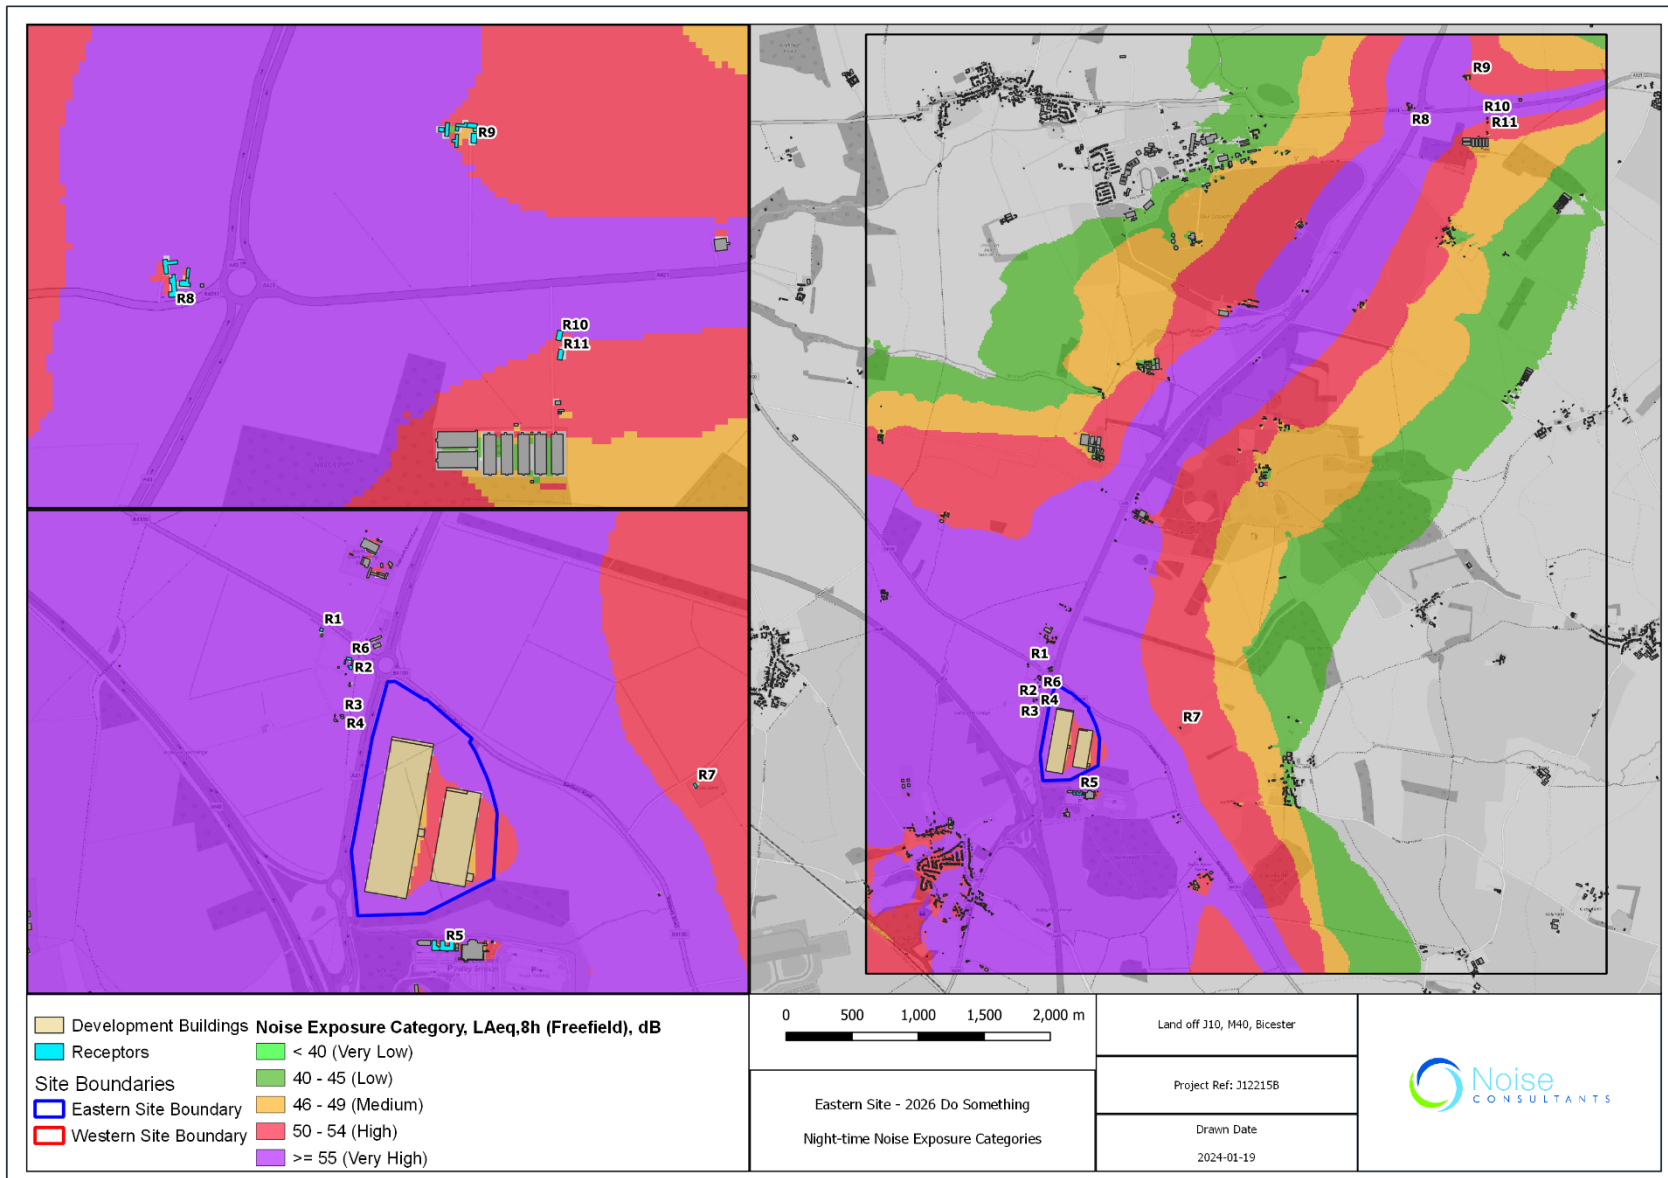 R9
R8
R10
R11
A43
A421
R1
R6
R2
R3
R4
R7
R5
B4100
A43
R9
R10
R8
R11
R1
R6
R2
R4
R3
R7
R5
Development Buildings
Receptors
Site Boundaries
Eastern Site Boundary
Western Site Boundary
Noise Exposure Category, LAeq,8h (Freefield), dB
< 40 (Very Low)
40 - 45 (Low)
46 - 49 (Medium)
50 - 54 (High)
>= 55 (Very High)
0 500 1,000 1,500 2,000 m
Eastern Site - 2026 Do Something
Night-time Noise Exposure Categories
Land off J10, M40, Bicester
Project Ref: J12215B
Drawn Date
2024-01-19
Noise
CONSULTANTS